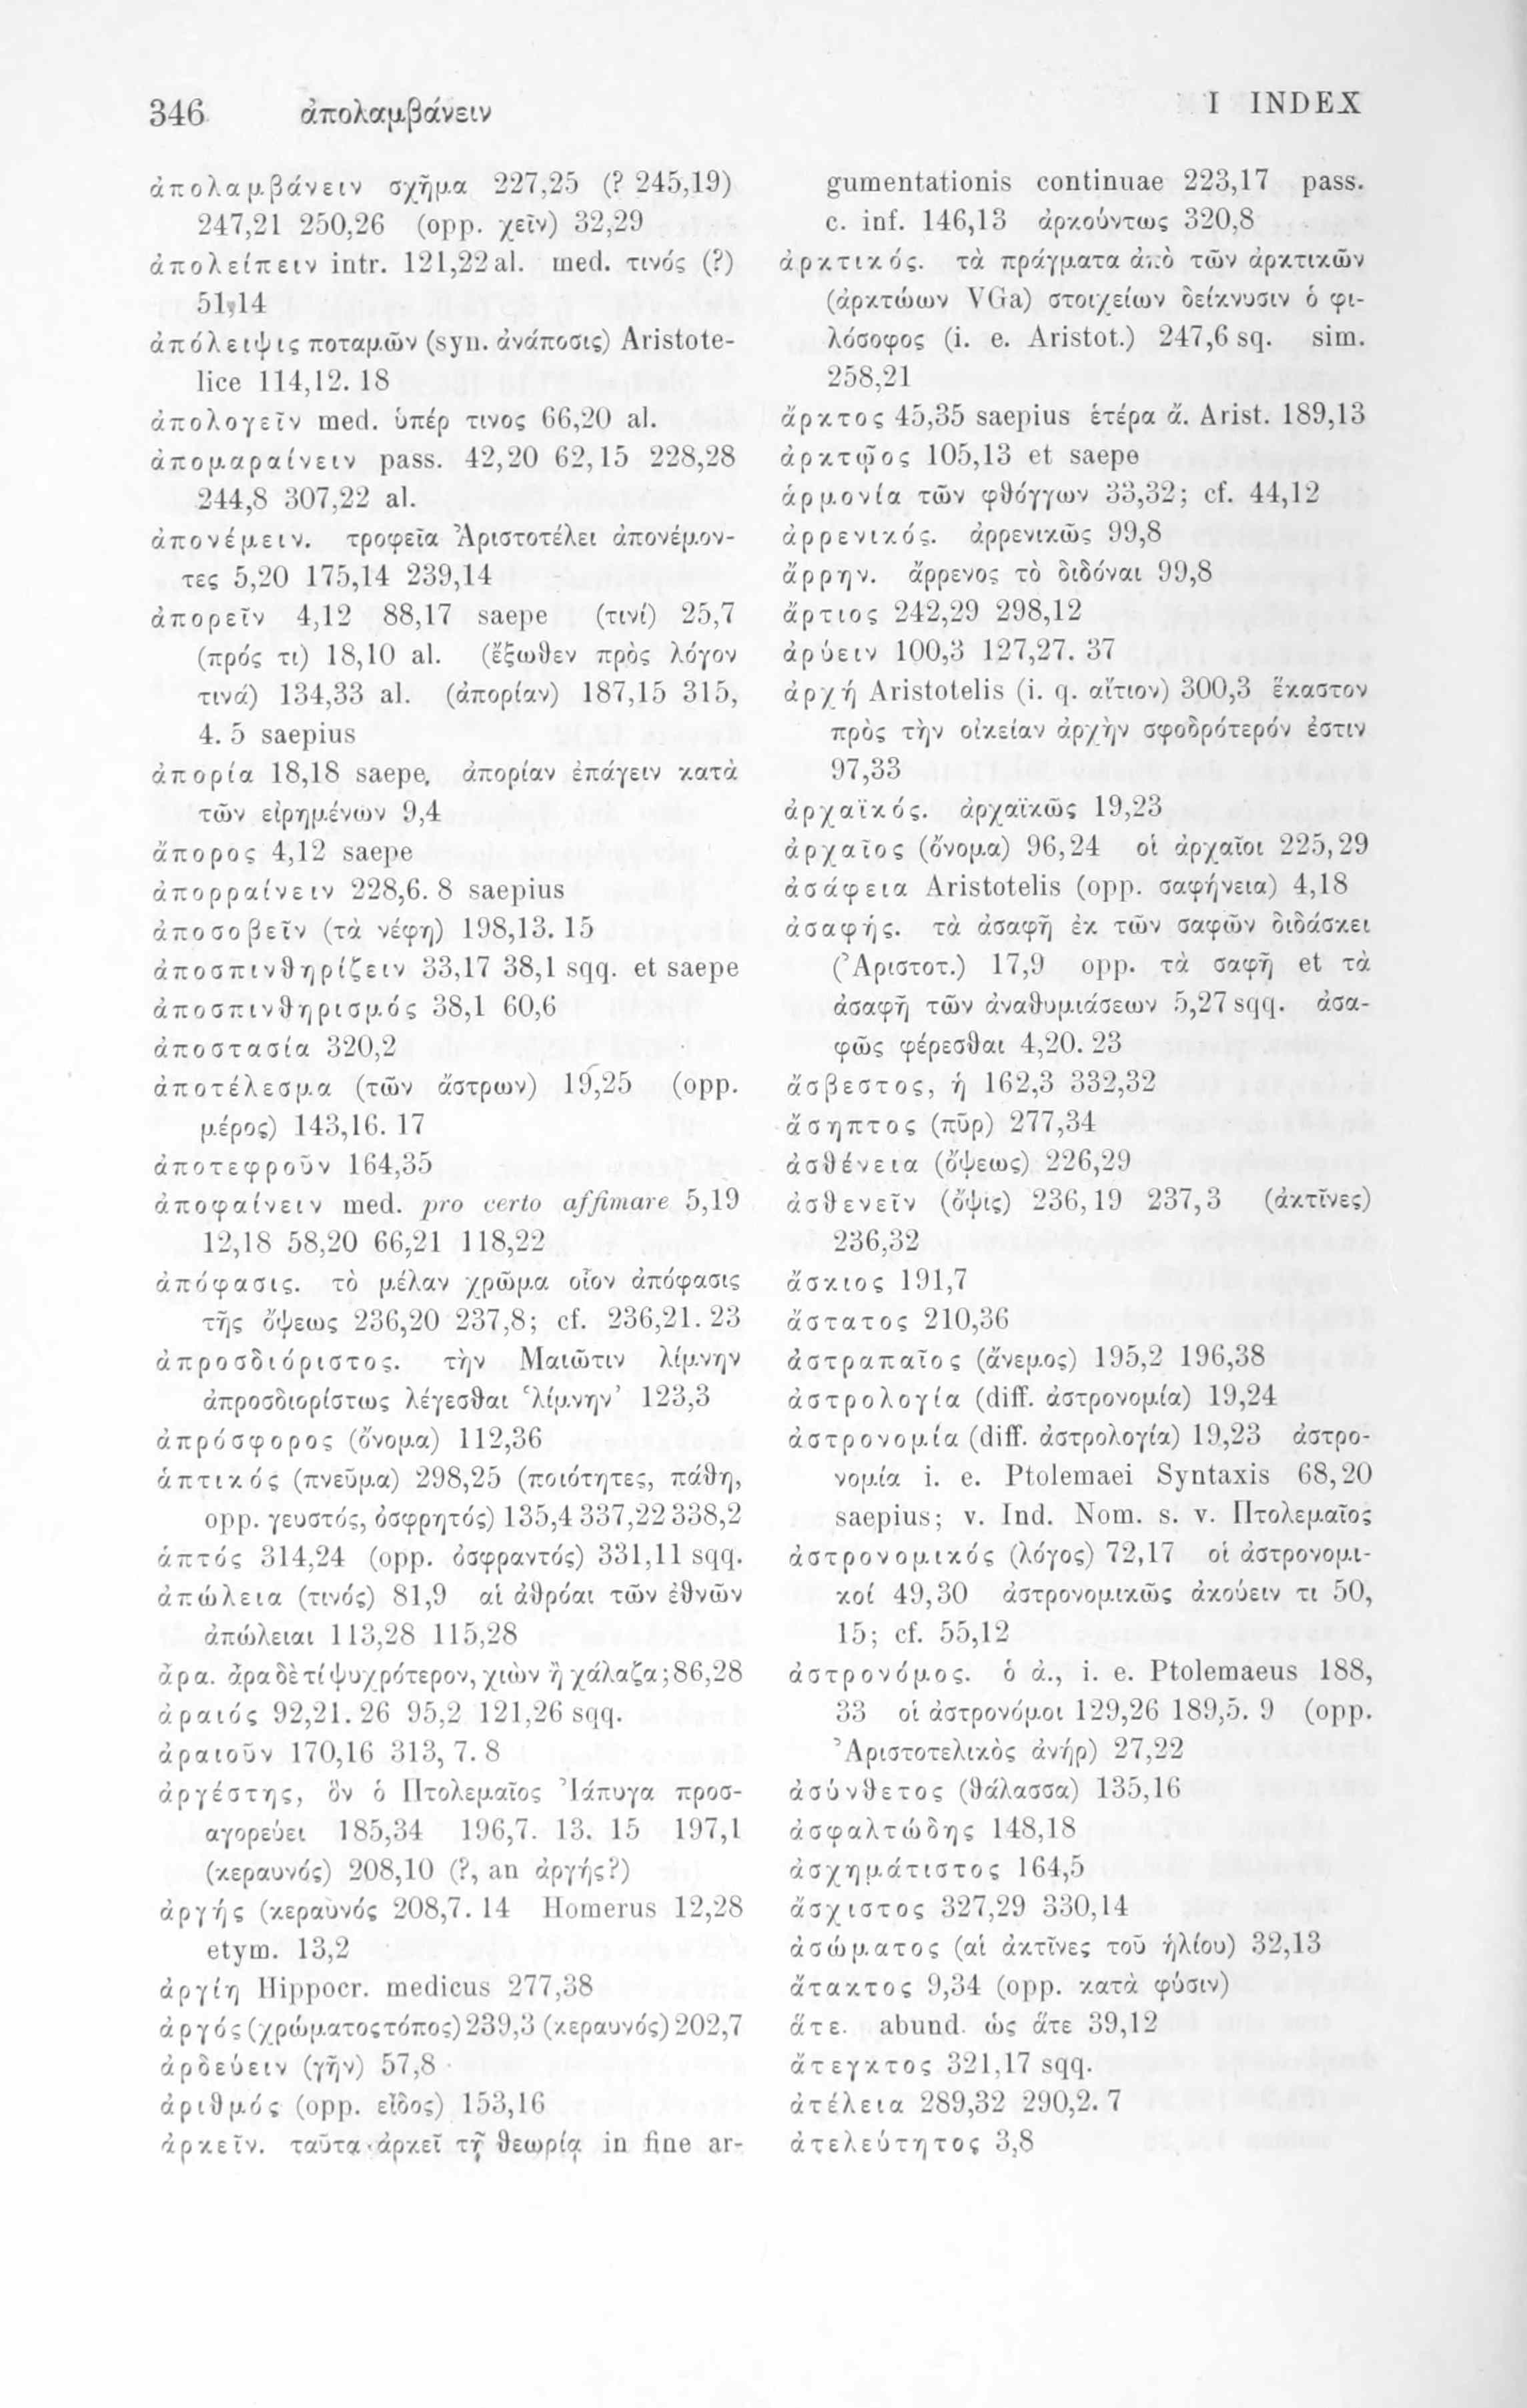 346 ἀπολαμβάνειν
I INDEX
ἀπολαμβάνειν σχῆμα 227,25 (? 245,19)
247,21 250,26 (opp. χεῖν) 32,29
ἀπολείπειν intr. 121,22 al. med. τινός (?)
51,14
ἀπόλειψις ποταμῶν (syn. ἀνάποσις) Aristote-
lice 114,12. 18
ἀπολογεῖν med. ὑπέρ τινος 66,20 al.
ἀπομαραίνειν pass. 42,20 62,15 228,28
244,8 307,22 al.
ἀπονέμειν. τροφεῖα Ἀριστοτέλει ἀπονέμον-
τες 5,20 175,14 239,14
ἀπορεῖν 4,12 88,17 saepe (τινί) 25,7
(πρός τι) 18,10 al. (ἔξωθεν πρὸς λόγον
τινά) 134,33 al. (ἀπορίαν) 187,15 315,
4. 5 saepius
ἀπορία 18,18 saepe, ἀπορίαν ἐπάγειν κατὰ
τῶν εἰρημένων 9,4
ἄπορος 4,12 saepe
ἀπορραίνειν 228,6. 8 saepius
ἀποσοβεῖν (τὰ νέφη) 198,13. 15
ἀποσπινθηρίζειν 33,17 38,1 sqq. et saepe
ἀποσπινθηρισμός 38,1 60,6
ἀποστασία 320,2
ἀποτέλεσμα (τῶν ἄστρων) 19,25 (opp.
μέρος) 143,16. 17
ἀποτεφροῦν 164,35
ἀποφαίνειν med. pro certo affimare 5,19
12,18 58,20 66,21 118,22
ἀπόφασις. τὸ μέλαν χρῶμα οἷον ἀπόφασις
τῆς ὄψεως 236,20 237,8; cf. 236,21. 23
ἀπροσδιόριστος. τὴν Μαιῶτιν λίμνην
ἀπροσδιορίστως λέγεσθαι ‘λίμνην’ 123,3
ἀπρόσφορος (ὄνομα) 112,36
ἁπτικός (πνεῦμα) 298,25 (ποιότητες, πάθη,
opp. γευστός, ὀσφρητός) 135,4 337,22 338,2
ἁπτός 314,24 (opp. ὀσφραντός) 331,11 sqq.
ἀπώλεια (τινός) 81,9 αἱ ἀθρόαι τῶν ἐθνῶν
ἀπώλειαι 113,28 115,28
ἆρα. ἆρα δὲ τί ψυχρότερον, χιὼν ἢ χάλαζα; 86,28
ἀραιός 92,21. 26 95,2 121,26 sqq.
ἀραιοῦν 170,16 313, 7. 8
ἀργέστης, ὃν ὁ Πτολεμαῖος Ἰάπυγα προσ-
αγορεύει 185,34 196,7. 13. 15 197,1
(κεραυνός) 208,10 (?, an ἀργής?)
ἀργής (κεραυνός 208,7. 14 Homerus 12,28
etym. 13,2
ἀργίη Hippocr. medicus 277,38
ἀργός (χρώματος τόπος) 239,3 (κεραυνός) 202,7
ἀρδεύειν (γῆν) 57,8
ἀριθμός (opp. εἶδος) 153,16
ἀρκεῖν. ταῦτα ἀρκεῖ τῇ θεωρίᾳ in fine ar-
gumentationis continuae 223,17 pass.
c. inf. 146,13 ἀρκούντως 320,8
ἀρκτικός. τὰ πράγματα ἀπὸ τῶν ἀρκτικῶν
(ἀρκτώων VGa) στοιχείων δείκνυσιν ὁ φι-
λόσοφος (i. e. Aristot.) 247,6 sq. sim.
258,21
ἄρκτος 45,35 saepius ἑτέρα ἄ. Arist. 189,13
ἀρκτῷος 105,13 et saepe
ἁρμονία τῶν φθόγγων 33,32; cf. 44,12
ἀρρενικός. ἀρρενικῶς 99,8
ἄρρην. ἄρρενος τὸ διδόναι 99,8
ἄρτιος 242,29 298,12
ἀρύειν 100,3 127,27. 37
ἀρχή Aristotelis (i. q. αἴτιον) 300,3 ἕκαστον
πρὸς τὴν οἰκείαν ἀρχὴν σφοδρότερόν ἐστιν
97,33
ἀρχαϊκός. ἀρχαϊκῶς 19,23
ἀρχαῖος (ὄνομα) 96,24 οἱ ἀρχαῖοι 225,29
ἀσάφεια Aristotelis (opp. σαφήνεια) 4,18
ἀσαφής. τὰ ἀσαφῆ ἐκ τῶν σαφῶν διδάσκει
(Ἀριστοτ.) 17,9 opp. τὰ σαφῆ et τὰ
ἀσαφῆ τῶν ἀναθυμιάσεων 5,27 sqq. ἀσα-
φῶς φέρεσθαι 4,20. 23
ἄσβεστος, ἡ 162,3 332,32
ἄσηπτος (πῦρ) 277,34
ἀσθένεια (ὄψεως) 226,29
ἀσθενεῖν (ὄψις) 236,19 237,3 (ἀκτῖνες)
236,32
ἄσκιος 191,7
ἄστατος 210,36
ἀστραπαῖος (ἄνεμος) 195,2 196,38
ἀστρολογία (diff. ἀστρονομία) 19,24
ἀστρονομία (diff. ἀστρολογία) 19,23 ἀστρο-
νομία i. e. Ptolemaei Syntaxis 68,20
saepius; v. Ind. Nom. s. v. Πτολεμαῖος
ἀστρονομικός (λόγος) 72,17 οἱ ἀστρονομι-
κοί 49,30 ἀστρονομικῶς ἀκούειν τι 50,
15; cf. 55,12
ἀστρονόμος. ὁ ἀ., i. e. Ptolemaeus 188,
33 οἱ ἀστρονόμοι 129,26 189,5. 9 (opp.
Ἀριστοτελικὸς ἀνήρ) 27,22
ἀσύνθετος (θάλασσα) 135,16
ἀσφαλτώδης 148,18
ἀσχημάτιστος 164,5
ἄσχιστος 327,29 330,14
ἀσώματος (αἱ ἀκτῖνες τοῦ ἡλίου) 32,13
ἄτακτος 9,34 (opp. κατὰ φύσιν)
ἅτε. abund. ὡς ἅτε 39,12
ἄτεγκτος 321,17 sqq.
ἀτέλεια 289,32 290,2. 7
ἀτελεύτητος 3,8